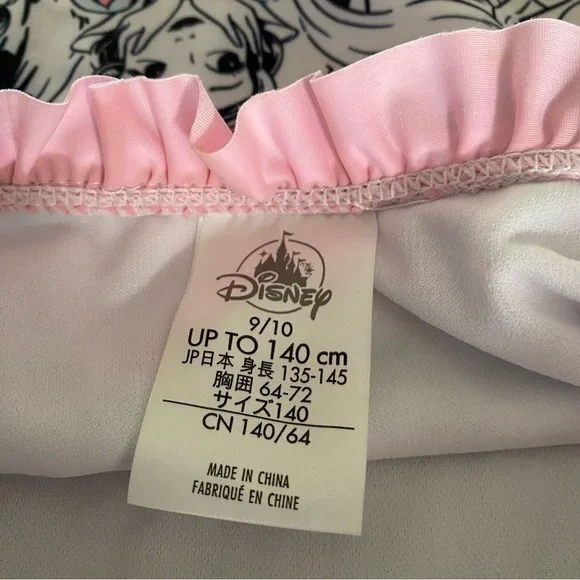 Disney
9/10
UP TO 140 cm
JP日本 身長 135-145
胸囲 64-72
サイズ140
CN 140/64
MADE IN CHINA
FABRIQUÉ EN CHINE